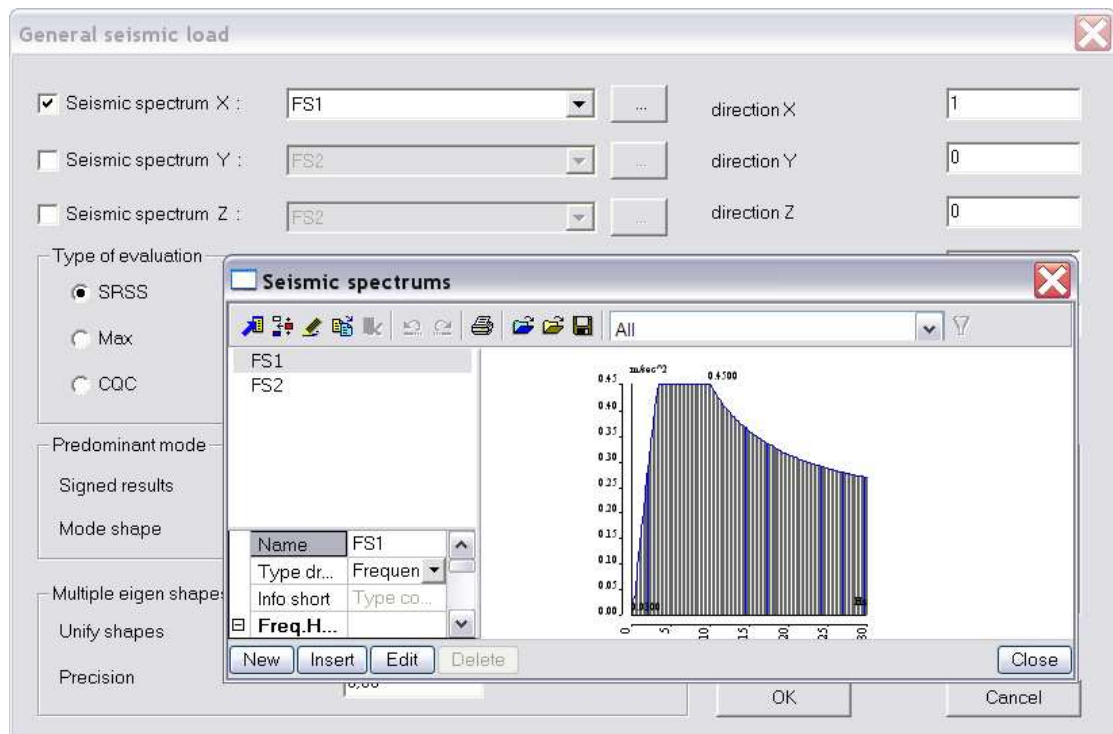 General seismic load
Seismic spectrum X : FS1 ... direction X 1
Seismic spectrum Y : FS2 ... direction Y 0
Seismic spectrum Z : FS2 ... direction Z 0
Type of evaluation
SRSS
Max
CQC
Predominant mode
Signed results
Mode shape
Multiple eigen shapes
Unify shapes
Precision
OK Cancel
Seismic spectrums
All
FS1
FS2
Name FS1
Type dr... Frequen
Info short Type co...
Freq.H...
New Insert Edit Delete Close
m/sec^2
0.4500
0.45
0.40
0.35
0.30
0.25
0.20
0.15
0.10
0.05
0.00
Hz
0 5 10 15 20 25 30